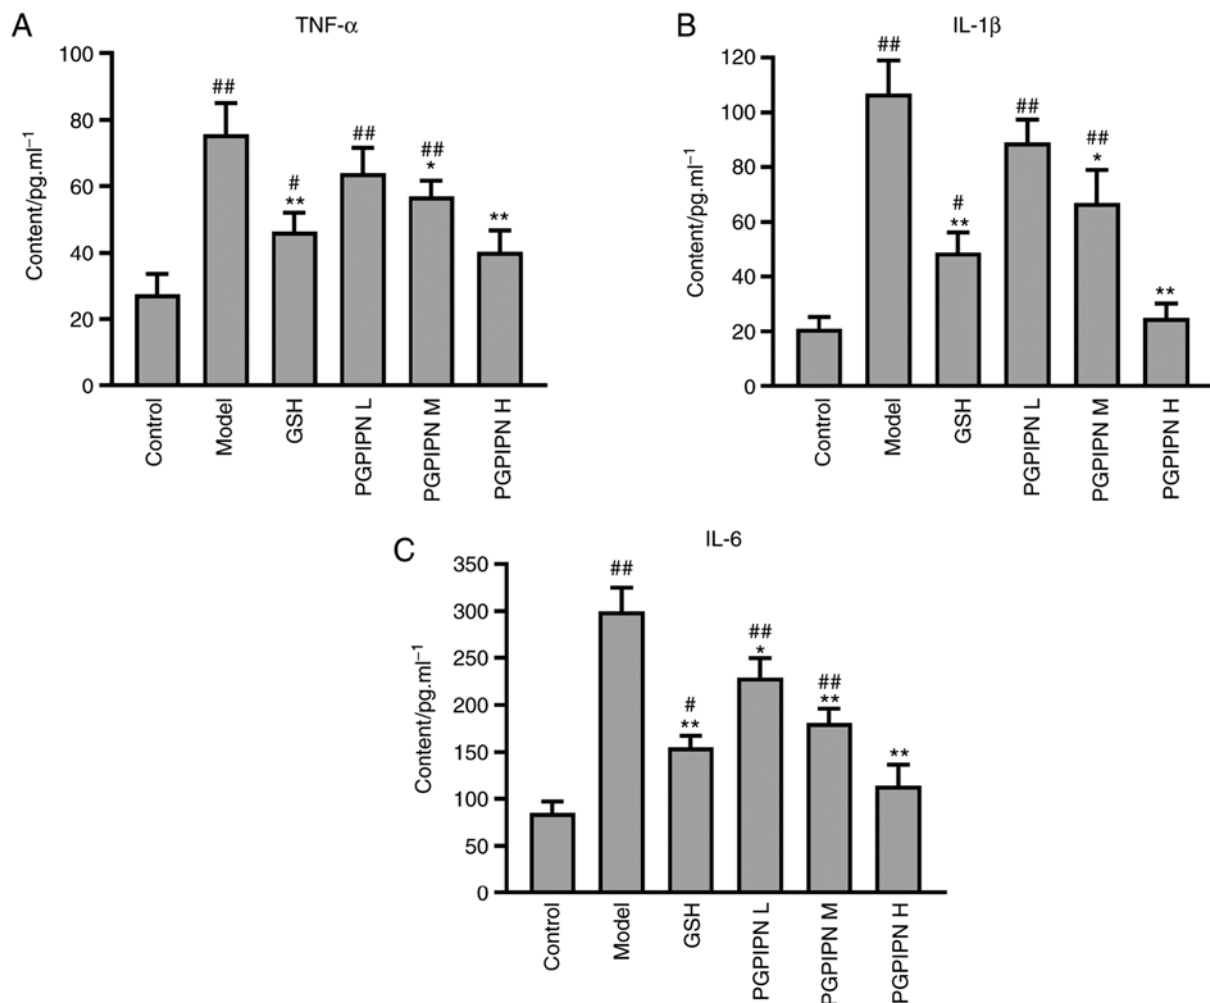 A
TNF-α
Content/pg.ml⁻¹
100
80
60
40
20
0
##
#
**
##
##
*
**
Control
Model
GSH
PGPIPN L
PGPIPN M
PGPIPN H
B
IL-1β
Content/pg.ml⁻¹
120
100
80
60
40
20
0
##
#
**
##
##
*
**
Control
Model
GSH
PGPIPN L
PGPIPN M
PGPIPN H
C
IL-6
Content/pg.ml⁻¹
350
300
250
200
150
100
50
0
##
#
**
##
*
##
**
**
Control
Model
GSH
PGPIPN L
PGPIPN M
PGPIPN H